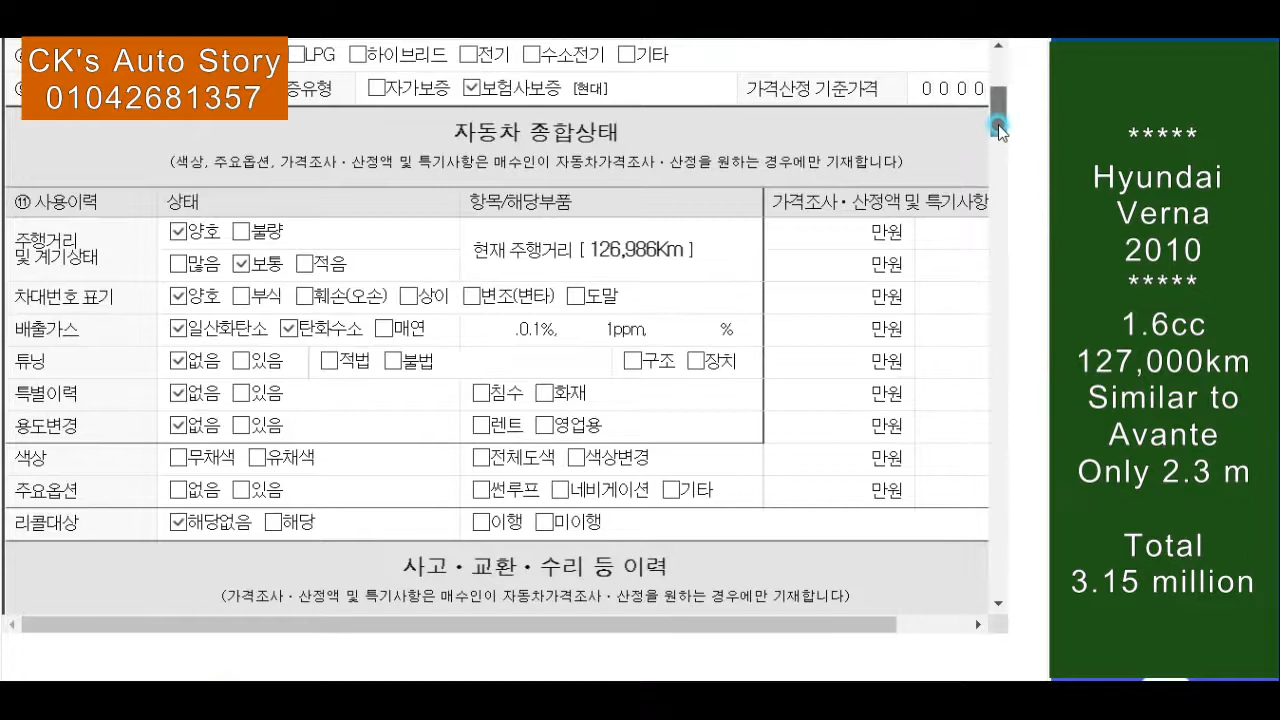 CK's Auto Story
01042681357
LPG 하이브리드 전기 수소전기 기타
증유형 자가보증 보험사보증 [현대] 가격산정 기준가격 0 0 0 0
자동차 종합상태
(색상, 주요옵션, 가격조사・산정액 및 특기사항은 매수인이 자동차가격조사・산정을 원하는 경우에만 기재합니다)
⑪ 사용이력 상태 항목/해당부품 가격조사・산정액 및 특기사항
주행거리 및 계기상태 양호 불량 현재 주행거리 [ 126,986Km ] 만원
많음 보통 적음 만원
차대번호 표기 양호 부식 훼손(오손) 상이 변조(변타) 도말 만원
배출가스 일산화탄소 탄화수소 매연 .0.1%, 1ppm, % 만원
튜닝 없음 있음 적법 불법 구조 장치 만원
특별이력 없음 있음 침수 화재 만원
용도변경 없음 있음 렌트 영업용 만원
색상 무채색 유채색 전체도색 색상변경 만원
주요옵션 없음 있음 썬루프 네비게이션 기타 만원
리콜대상 해당없음 해당 이행 미이행
사고・교환・수리 등 이력
(가격조사・산정액 및 특기사항은 매수인이 자동차가격조사・산정을 원하는 경우에만 기재합니다)
*****
Hyundai
Verna
2010
*****
1.6cc
127,000km
Similar to
Avante
Only 2.3 m
Total
3.15 million